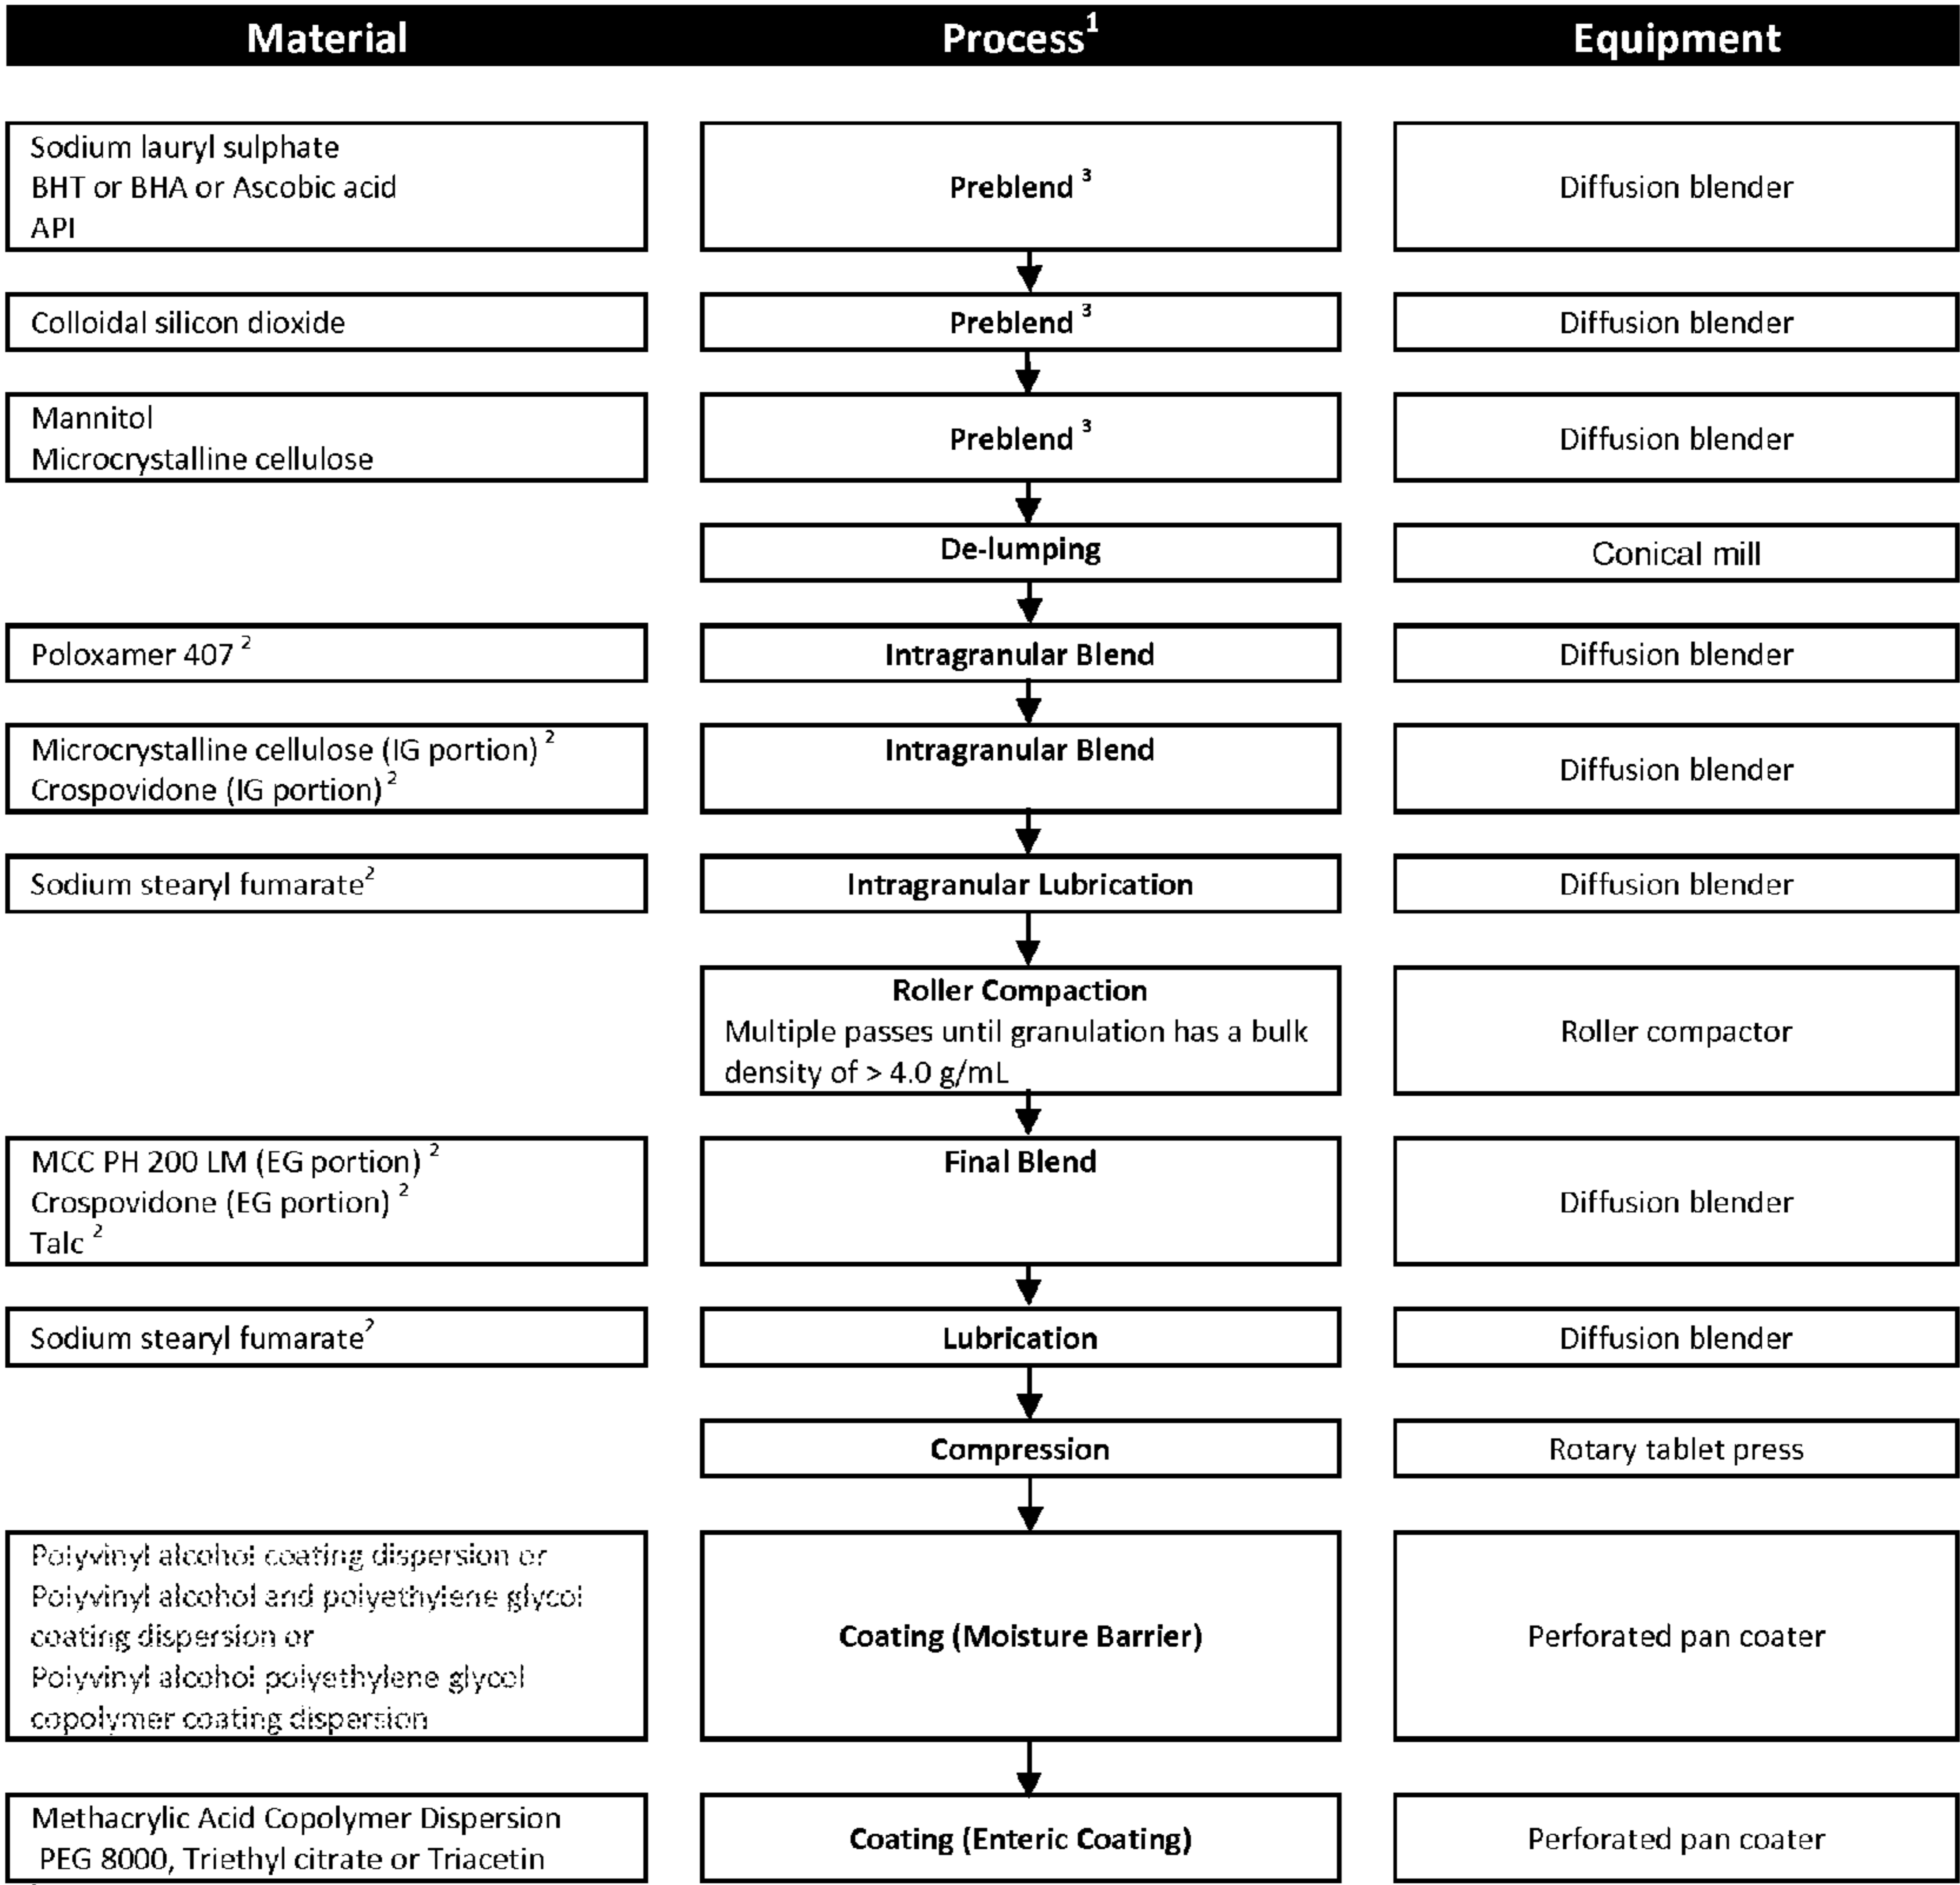 Material Process¹ Equipment
Sodium lauryl sulphate
BHT or BHA or Ascobic acid
API
Preblend ³
Diffusion blender
Colloidal silicon dioxide
Preblend ³
Diffusion blender
Mannitol
Microcrystalline cellulose
Preblend ³
Diffusion blender
De-lumping
Conical mill
Poloxamer 407 ²
Intragranular Blend
Diffusion blender
Microcrystalline cellulose (IG portion) ²
Crospovidone (IG portion) ²
Intragranular Blend
Diffusion blender
Sodium stearyl fumarate²
Intragranular Lubrication
Diffusion blender
Roller Compaction
Multiple passes until granulation has a bulk
density of > 4.0 g/mL
Roller compactor
MCC PH 200 LM (EG portion) ²
Crospovidone (EG portion) ²
Talc ²
Final Blend
Diffusion blender
Sodium stearyl fumarate²
Lubrication
Diffusion blender
Compression
Rotary tablet press
Polyvinyl alcohol coating dispersion or
Polyvinyl alcohol and polyethylene glycol
coating dispersion or
Polyvinyl alcohol polyethylene glycol
copolymer coating dispersion
Coating (Moisture Barrier)
Perforated pan coater
Methacrylic Acid Copolymer Dispersion
PEG 8000, Triethyl citrate or Triacetin
Coating (Enteric Coating)
Perforated pan coater